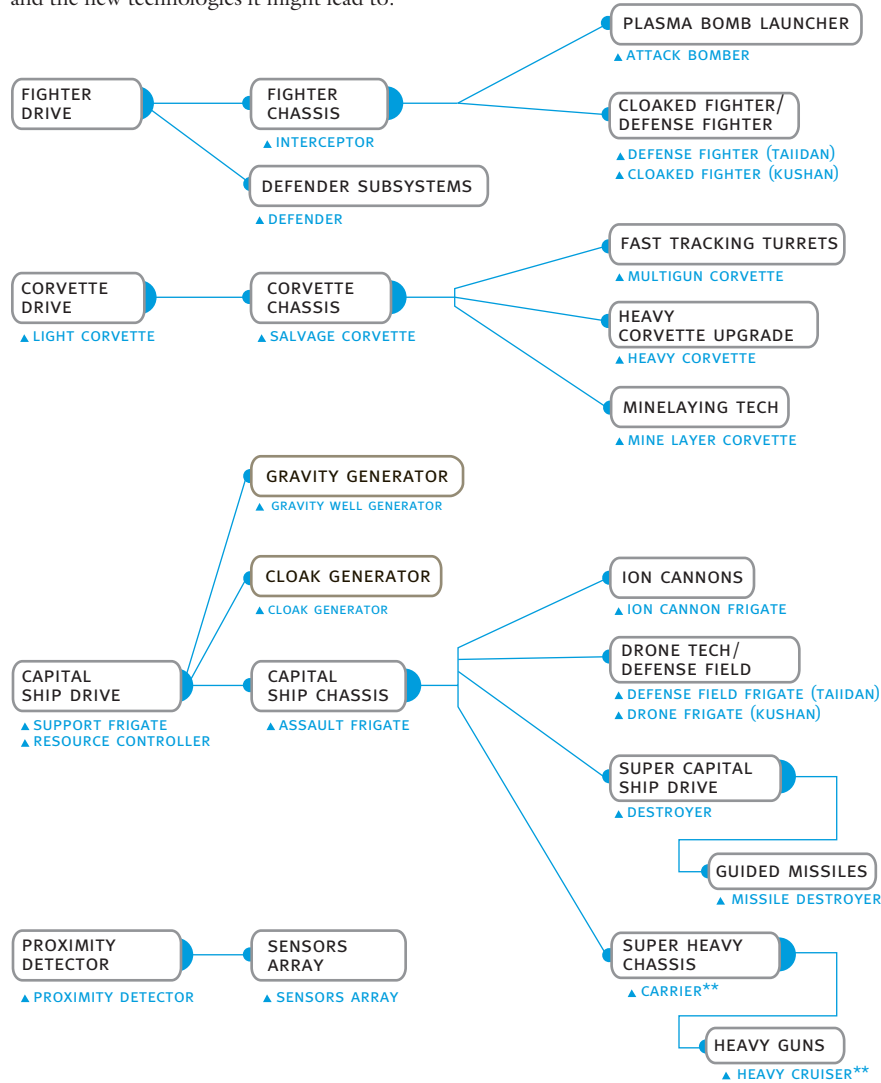 and the new technologies it might lead to.
PLASMA BOMB LAUNCHER
▲ ATTACK BOMBER
FIGHTER
DRIVE
FIGHTER
CHASSIS
▲ INTERCEPTOR
CLOAKED FIGHTER/
DEFENSE FIGHTER
▲ DEFENSE FIGHTER (TAIIDAN)
▲ CLOAKED FIGHTER (KUSHAN)
DEFENDER SUBSYSTEMS
▲ DEFENDER
FAST TRACKING TURRETS
▲ MULTIGUN CORVETTE
CORVETTE
DRIVE
▲ LIGHT CORVETTE
CORVETTE
CHASSIS
▲ SALVAGE CORVETTE
HEAVY
CORVETTE UPGRADE
▲ HEAVY CORVETTE
MINELAYING TECH
▲ MINE LAYER CORVETTE
GRAVITY GENERATOR
▲ GRAVITY WELL GENERATOR
CLOAK GENERATOR
▲ CLOAK GENERATOR
ION CANNONS
▲ ION CANNON FRIGATE
CAPITAL
SHIP DRIVE
▲ SUPPORT FRIGATE
▲ RESOURCE CONTROLLER
CAPITAL
SHIP CHASSIS
▲ ASSAULT FRIGATE
DRONE TECH/
DEFENSE FIELD
▲ DEFENSE FIELD FRIGATE (TAIIDAN)
▲ DRONE FRIGATE (KUSHAN)
SUPER CAPITAL
SHIP DRIVE
▲ DESTROYER
GUIDED MISSILES
▲ MISSILE DESTROYER
PROXIMITY
DETECTOR
▲ PROXIMITY DETECTOR
SENSORS
ARRAY
▲ SENSORS ARRAY
SUPER HEAVY
CHASSIS
▲ CARRIER**
HEAVY GUNS
▲ HEAVY CRUISER**